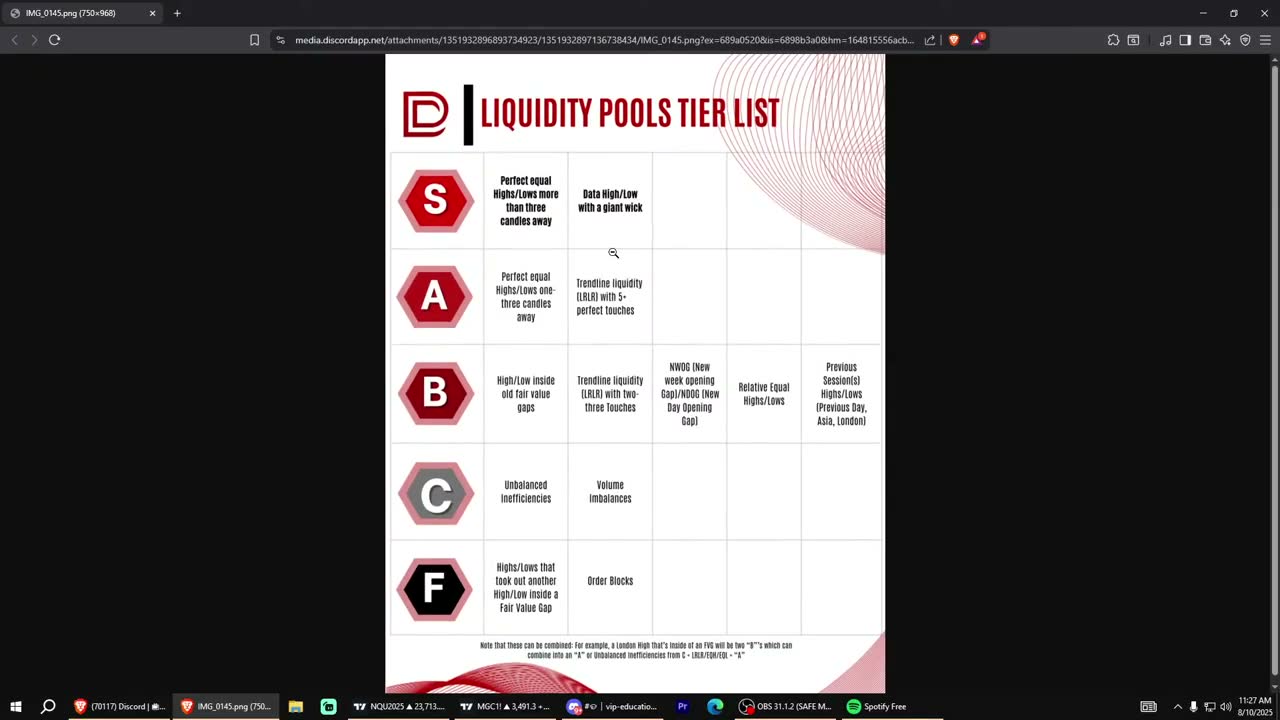 IMG_0145.png (750×968)
media.discordapp.net/attachments/1351932896893734923/1351932897136738434/IMG_0145.png?ex=689a0520&is=6898b3a0&hm=164815556acb...
LIQUIDITY POOLS TIER LIST
S
Perfect equal
Highs/Lows more
than three
candles away
Data High/Low
with a giant wick
A
Perfect equal
Highs/Lows one-
three candles
away
Trendline liquidity
(LRLR) with 5+
perfect touches
B
High/Low inside
old fair value
gaps
Trendline liquidity
(LRLR) with two-
three Touches
NWOG (New
week opening
Gap)/NDOG (New
Day Opening
Gap)
Relative Equal
Highs/Lows
Previous
Session(s)
Highs/Lows
(Previous Day,
Asia, London)
C
Unbalanced
Inefficiencies
Volume
Imbalances
F
Highs/Lows that
took out another
High/Low inside a
Fair Value Gap
Order Blocks
Note that these can be combined: For example, a London High that's inside of an FVG will be two "B"'s which can
combine into an "A" or Unbalanced Inefficiencies from C + LRLR/EQH/EQL = "A"
(70117) Discord |
IMG_0145.png (750...
NQU2025 ▲ 23,713...
MGC1! ▲ 3,491.3 +...
vip-educatio...
OBS 31.1.2 (SAFE M...
Spotify Free
11:27 AM
8/10/2025